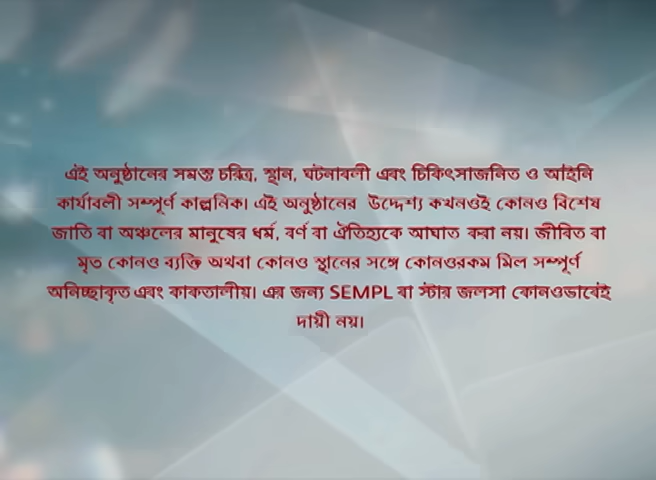 এই অনুষ্ঠানের সমস্ত চরিত্র, স্থান, ঘটনাবলী এবং চিকিৎসাজনিত ও আইনি
কার্যাবলী সম্পূর্ণ কাল্পনিক। এই অনুষ্ঠানের উদ্দেশ্য কখনওই কোনও বিশেষ
জাতি বা অঞ্চলের মানুষের ধর্ম, বর্ণ বা ঐতিহ্যকে আঘাত করা নয়। জীবিত বা
মৃত কোনও ব্যক্তি অথবা কোনও স্থানের সঙ্গে কোনওরকম মিল সম্পূর্ণ
অনিচ্ছাকৃত এবং কাকতালীয়। এর জন্য SEMPL বা স্টার জলসা কোনওভাবেই
দায়ী নয়।